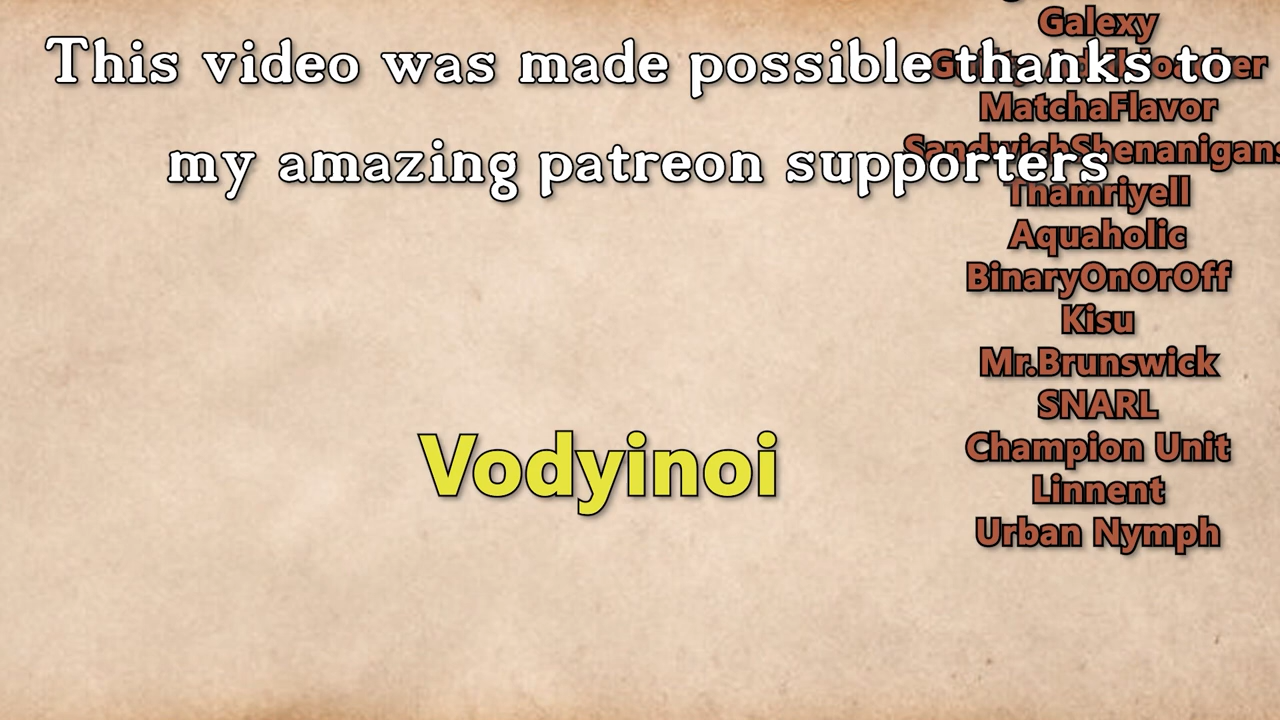 This video was made possible thanks to
my amazing patreon supporters
Galexy
MatchaFlavor
SandwichShenanigans
Thamriyell
Aquaholic
BinaryOnOrOff
Kisu
Mr.Brunswick
SNARL
Champion Unit
Linnent
Urban Nymph
Vodyinoi